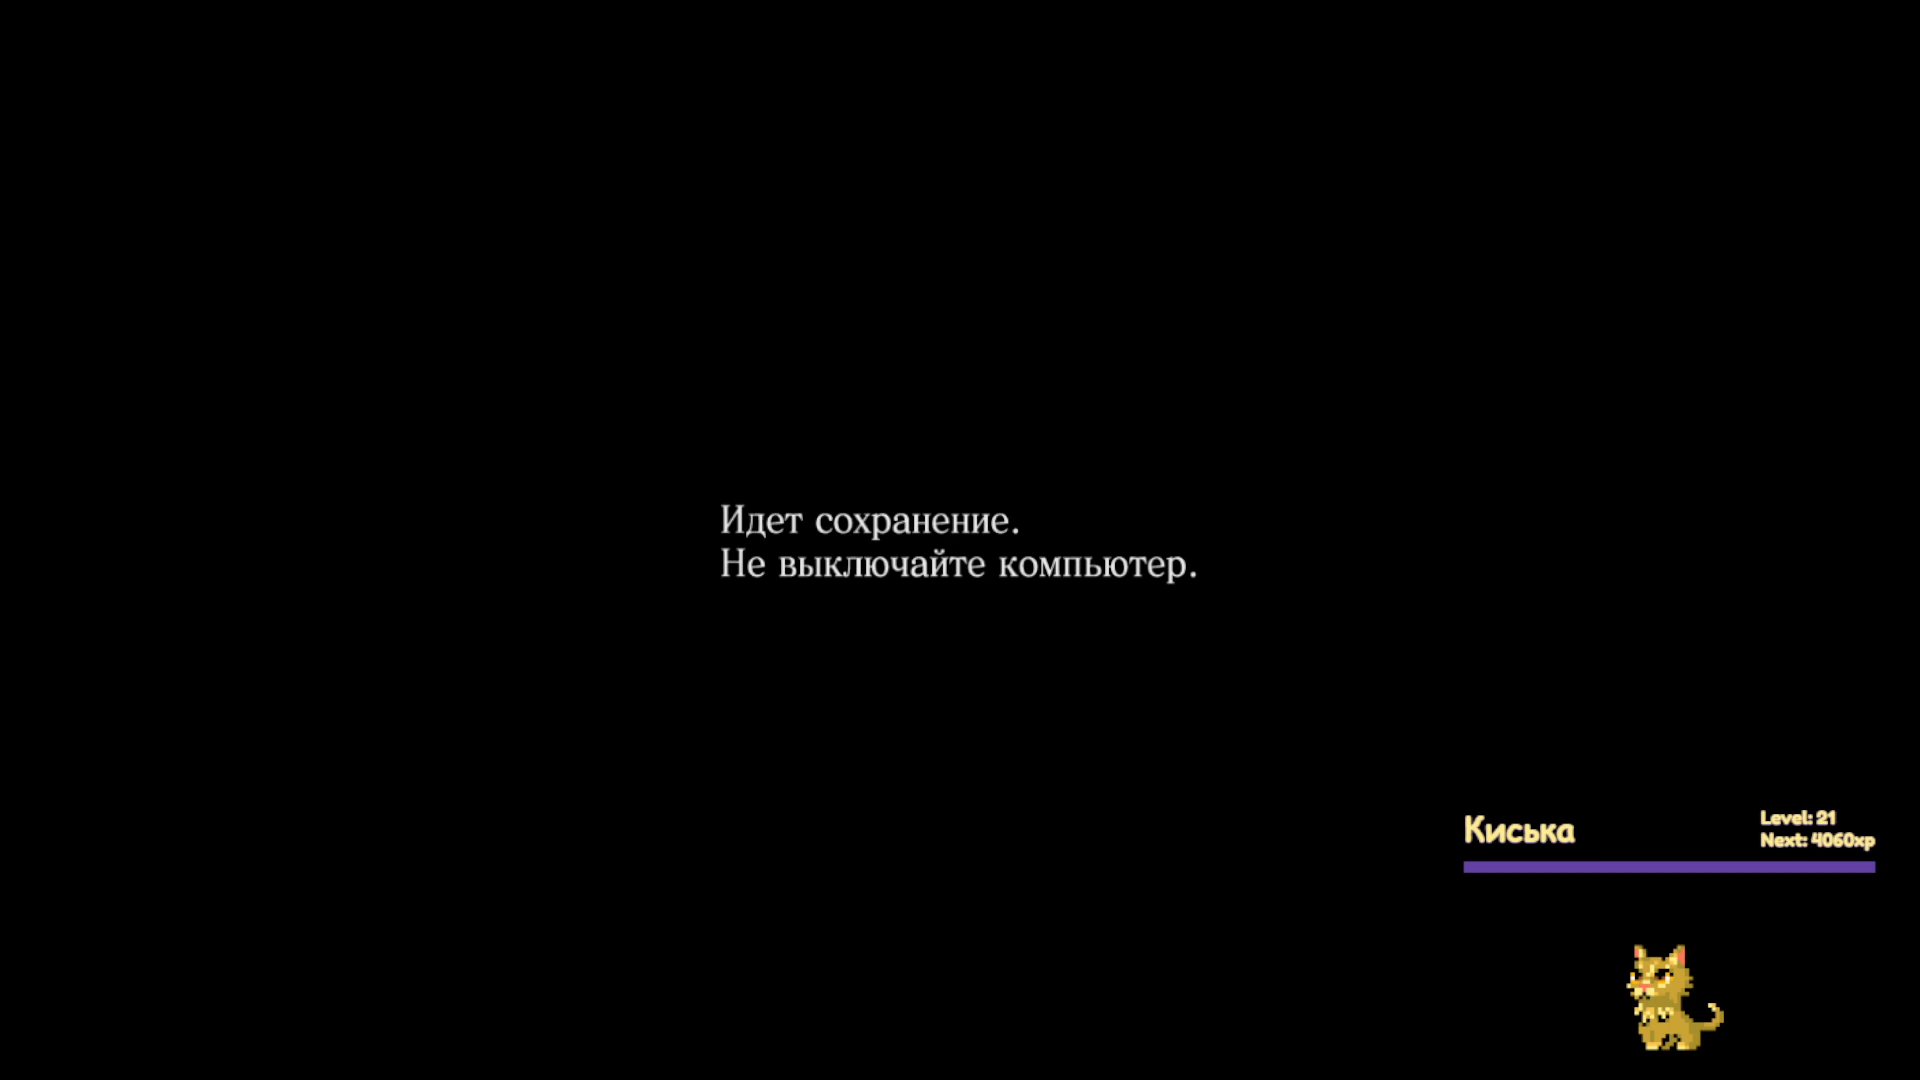 Идет сохранение.
Не выключайте компьютер.
Киська
Level: 21
Next: 4060xp